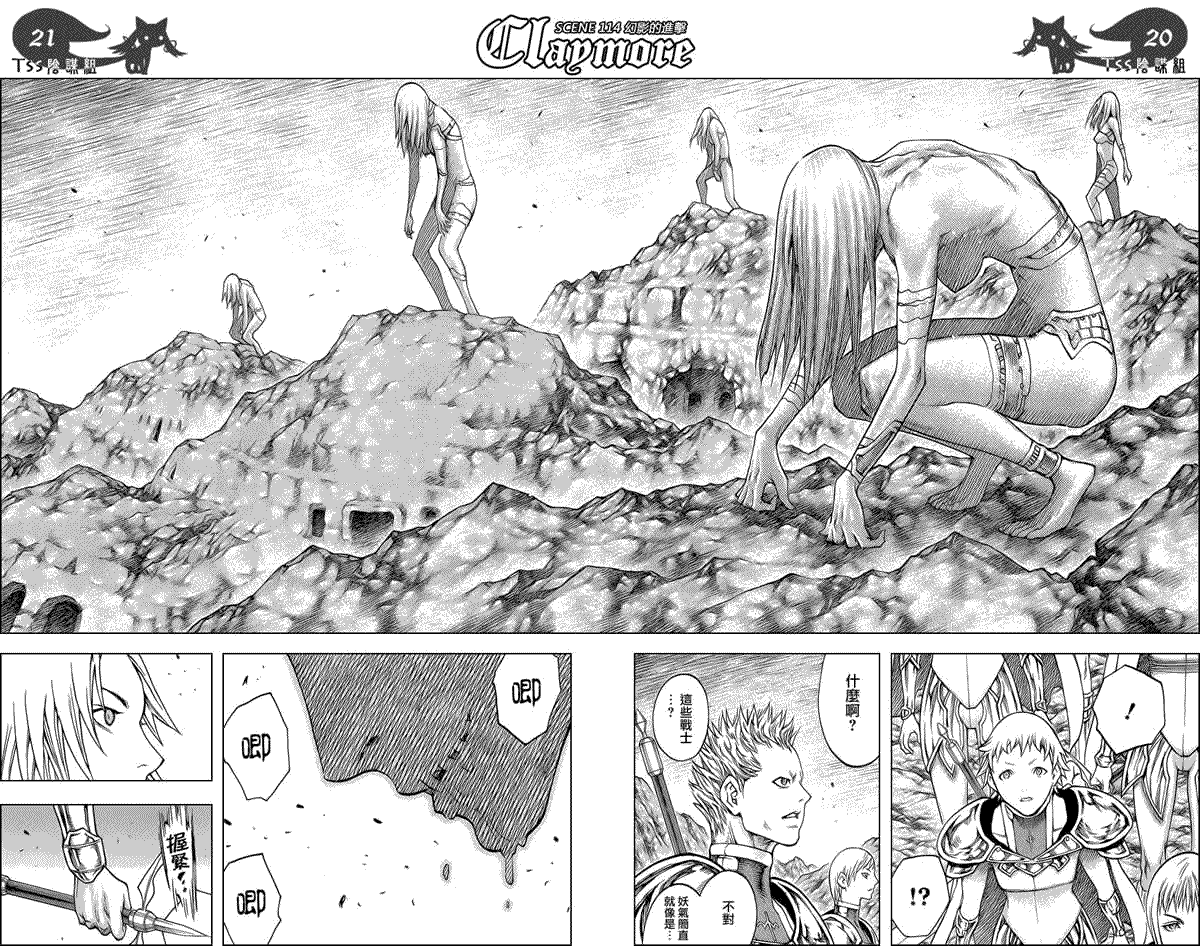 21
TSS陰謀組
SCENE 114 幻影的進擊
Claymore
20
TSS陰謀組
!
!?
什麼啊?
這些戰士
…?
不對
妖氣簡直
就像是…
唧
唧
唧
握緊…